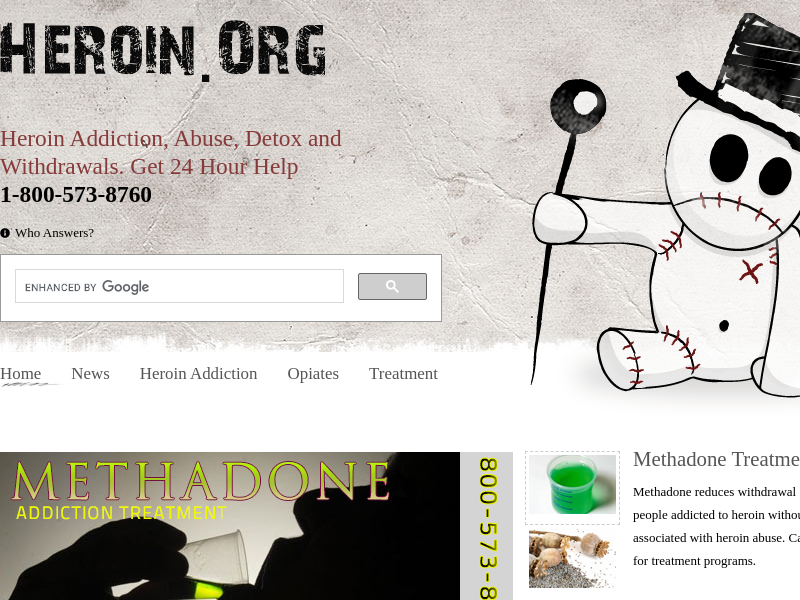 Heroin.Org
Heroin Addiction, Abuse, Detox and
Withdrawals. Get 24 Hour Help
1-800-573-8760
Who Answers?
ENHANCED BY Google
Home News Heroin Addiction Opiates Treatment
METHADONE
ADDICTION TREATMENT
800-573-8
Methadone Treatme
Methadone reduces withdrawal
people addicted to heroin withou
associated with heroin abuse. Ca
for treatment programs.